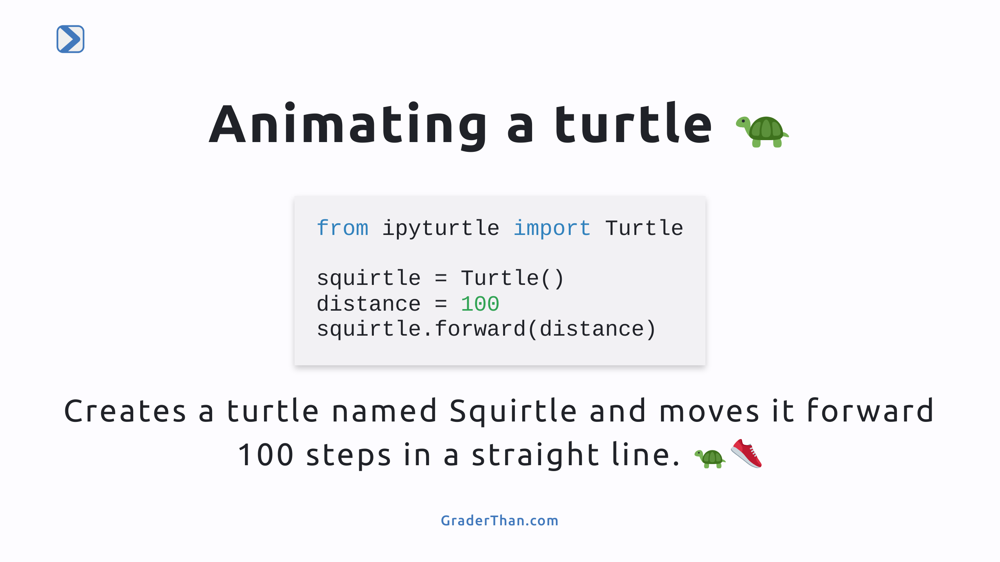 Animating a turtle 🐢
from ipyturtle import Turtle
squirtle = Turtle()
distance = 100
squirtle.forward(distance)
Creates a turtle named Squirtle and moves it forward
100 steps in a straight line. 🐢👟
GraderThan.com